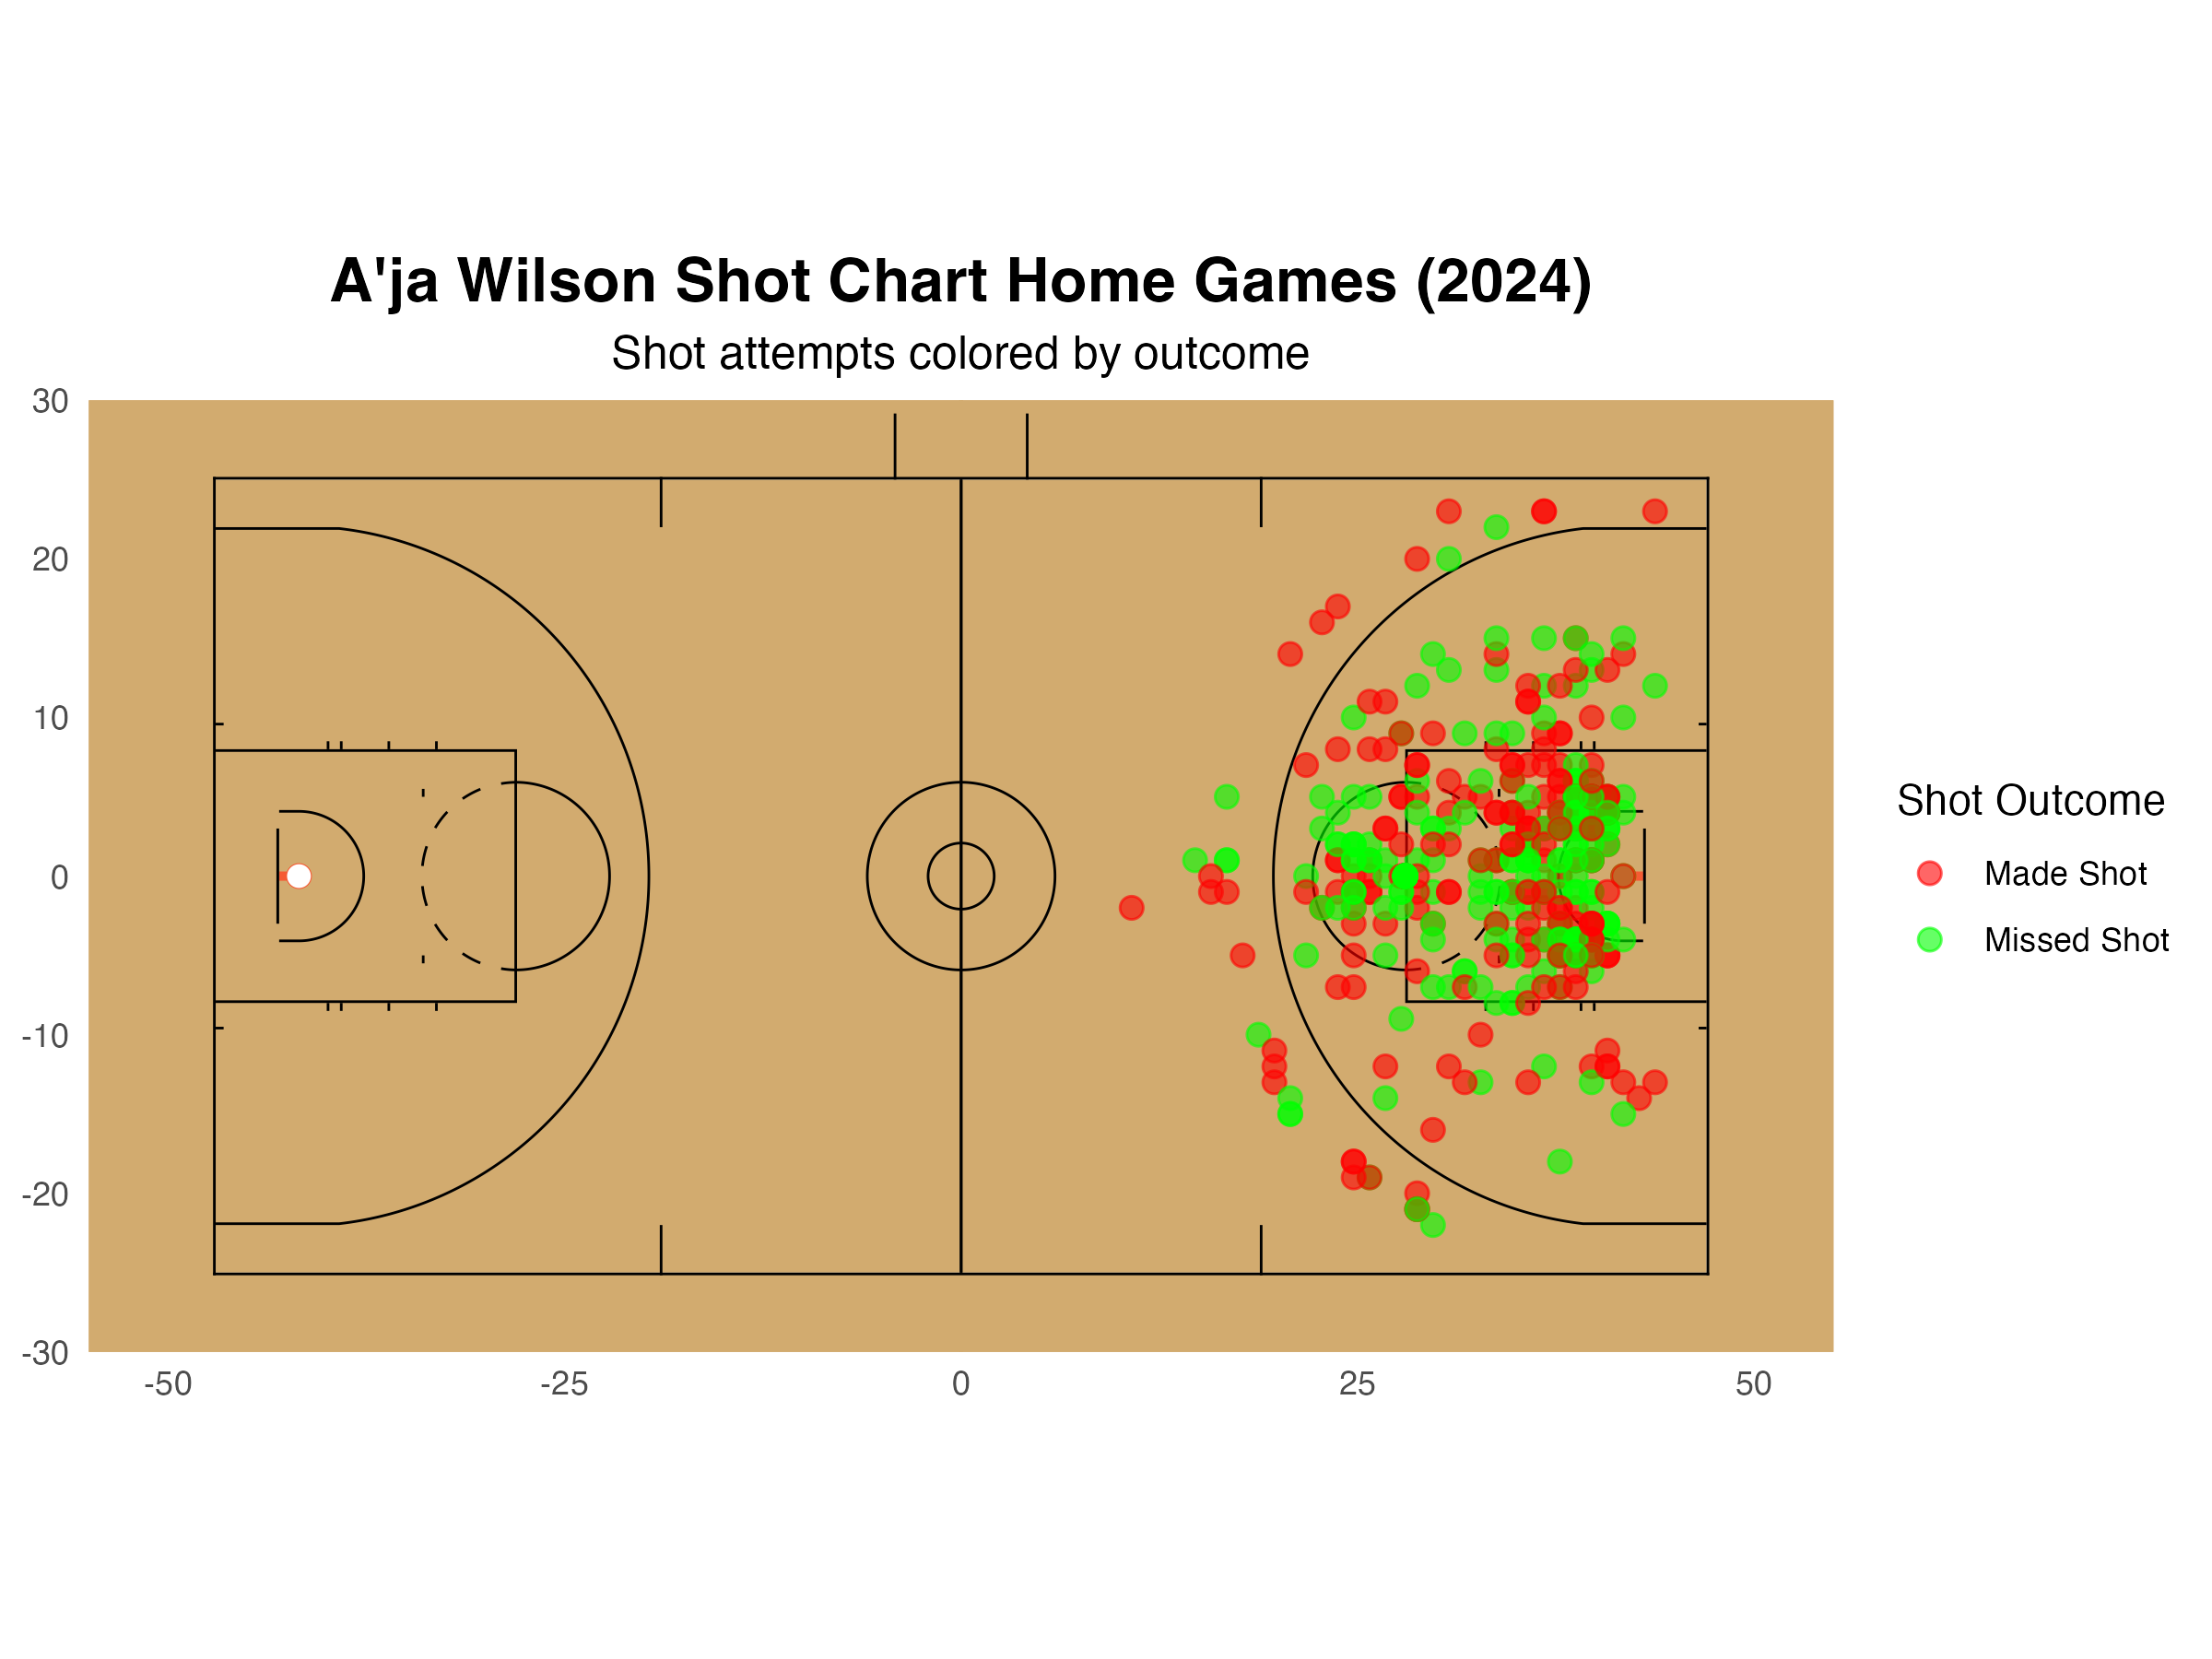 A'ja Wilson Shot Chart Home Games (2024)
Shot attempts colored by outcome
30
20
10
0
-10
-20
-30
-50
-25
0
25
50
Shot Outcome
Made Shot
Missed Shot